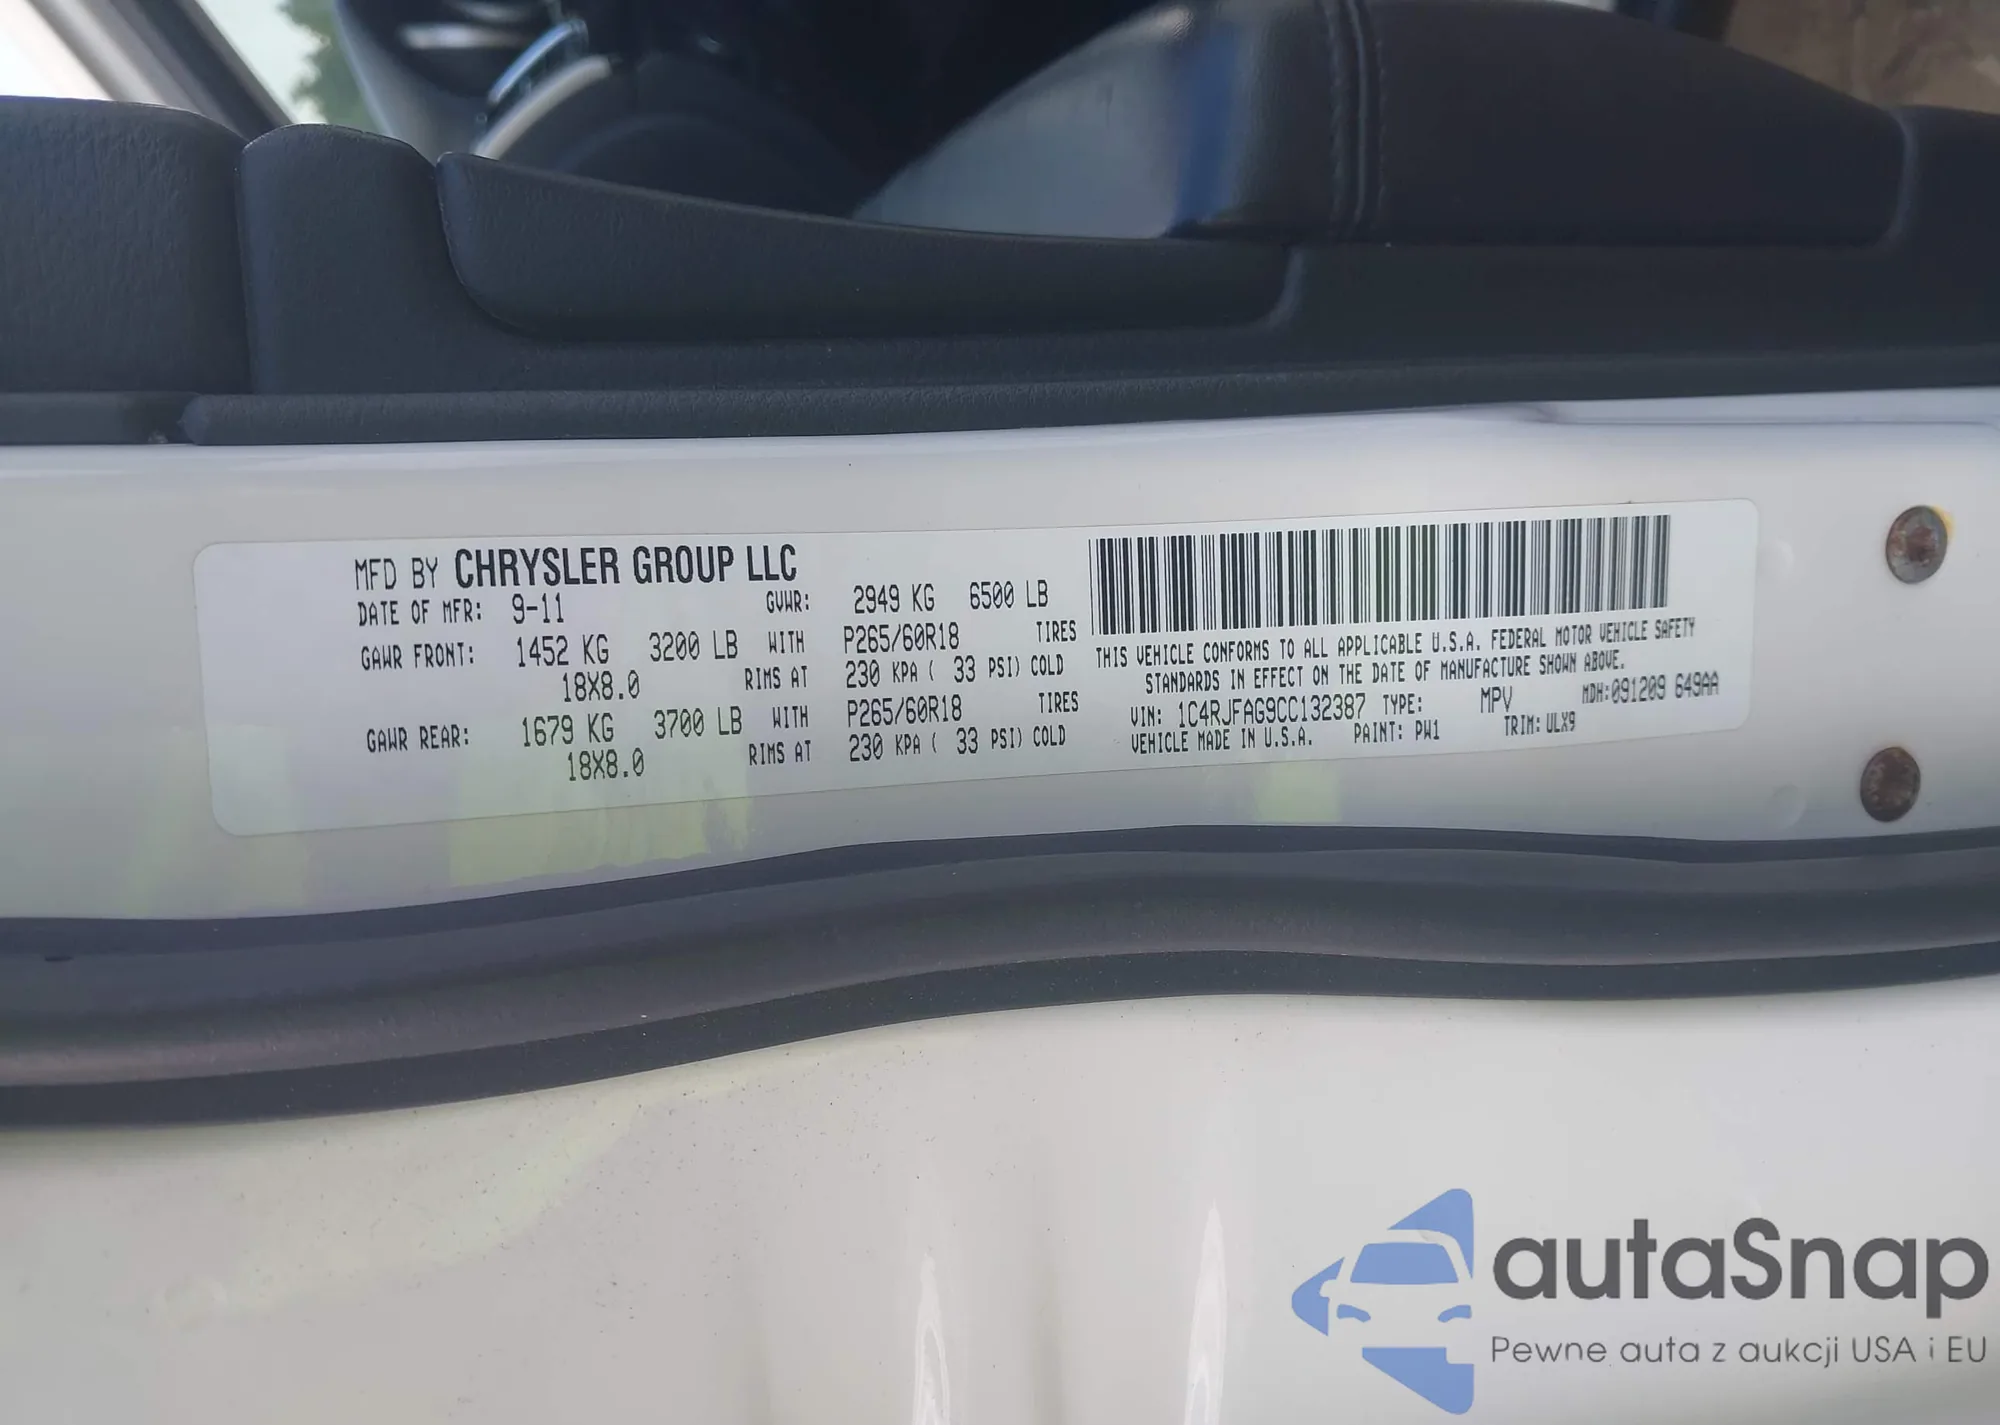 MFD BY CHRYSLER GROUP LLC
DATE OF MFR: 9-11 GVWR: 2949 KG 6500 LB
GAWR FRONT: 1452 KG 3200 LB WITH P265/60R18 TIRES
18X8.0 RIMS AT 230 KPA ( 33 PSI) COLD
GAWR REAR: 1679 KG 3700 LB WITH P265/60R18 TIRES
18X8.0 RIMS AT 230 KPA ( 33 PSI) COLD
THIS VEHICLE CONFORMS TO ALL APPLICABLE U.S.A. FEDERAL MOTOR VEHICLE SAFETY
STANDARDS IN EFFECT ON THE DATE OF MANUFACTURE SHOWN ABOVE.
VIN: 1C4RJFAG9CC132387 TYPE: MPV MDH:091209 649AA
VEHICLE MADE IN U.S.A. PAINT: PW1 TRIM: ULX9
autaSnap
Pewne auta z aukcji USA i EU